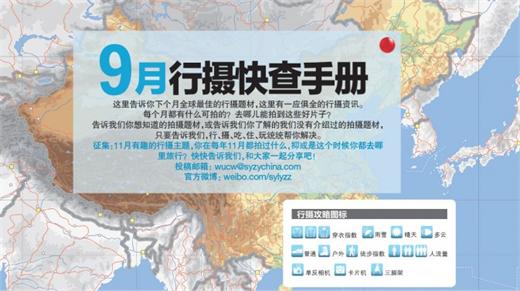 9月行摄快查手册
这里告诉你下个月全球最佳的行摄题材，这里有一应俱全的行摄资讯。
每个月都有什么可拍的？去哪儿能拍到这些好片子？
告诉我们你想知道的拍摄题材，或告诉我们你了解的我们没有介绍过的拍摄题材，
只要告诉我们，行、摄、吃、住、玩统统帮你解决。
征集：11月有趣的行摄主题，你在每年11月都拍过什么，抑或是这个时候你都去哪
里旅行？快快告诉我们，和大家一起分享吧！
投稿邮箱：wucw@syzychina.com
官方微博：weibo.com/sylyzz
行摄攻略图标
穿衣指数 雨雪 晴天 多云
普通 户外 徒步指数 人流量
单反相机 卡片机 三脚架